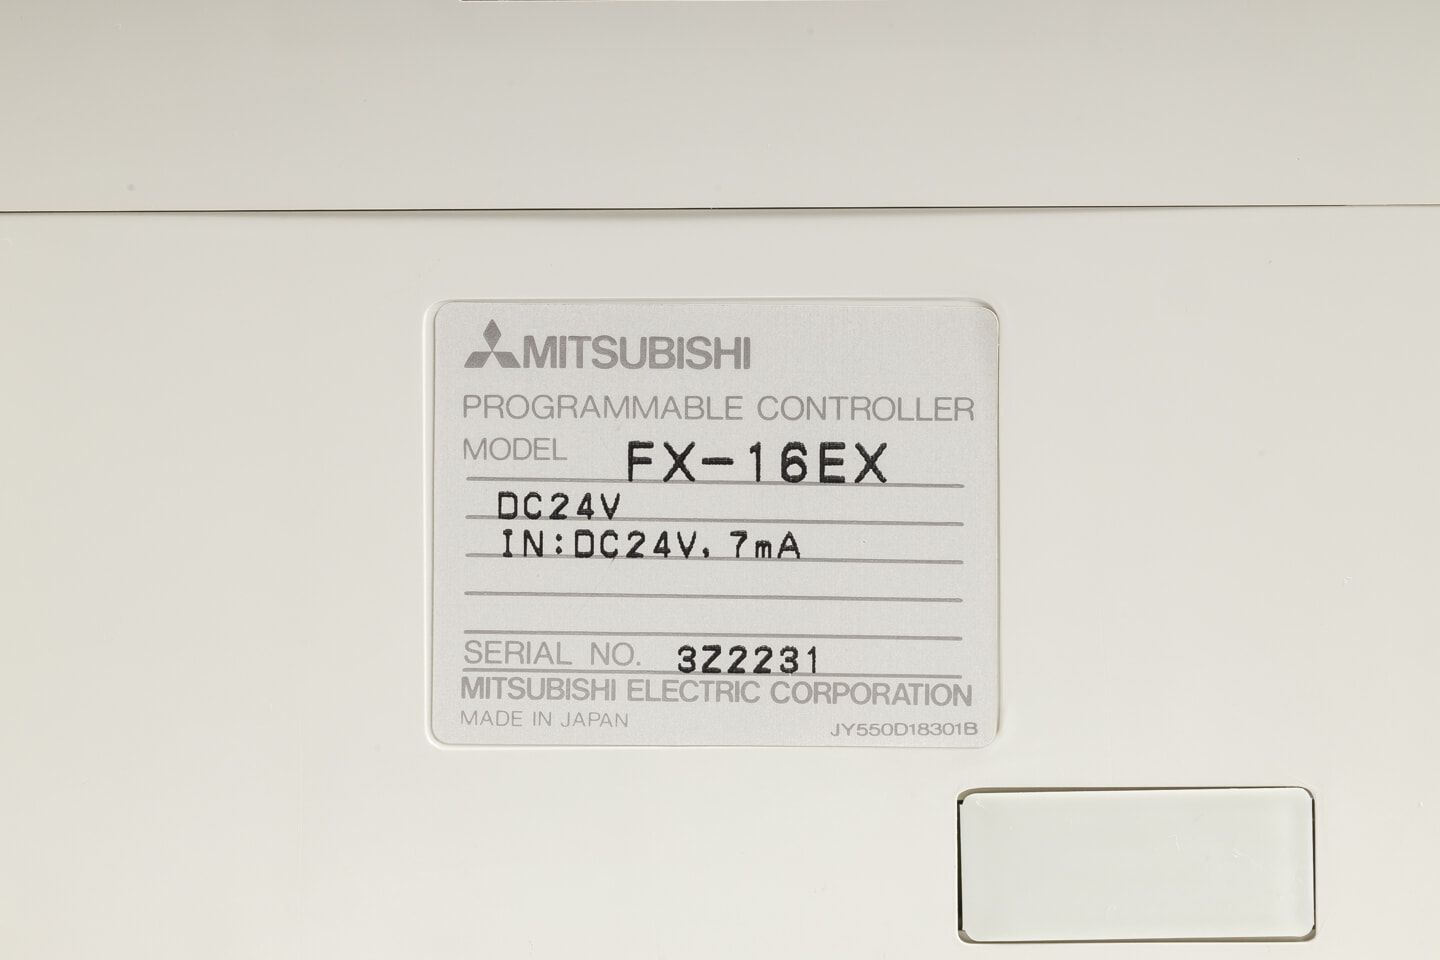 MITSUBISHI
PROGRAMMABLE CONTROLLER
MODEL FX-16EX
DC24V
IN:DC24V, 7mA
SERIAL NO. 3Z2231
MITSUBISHI ELECTRIC CORPORATION
MADE IN JAPAN JY550D18301B